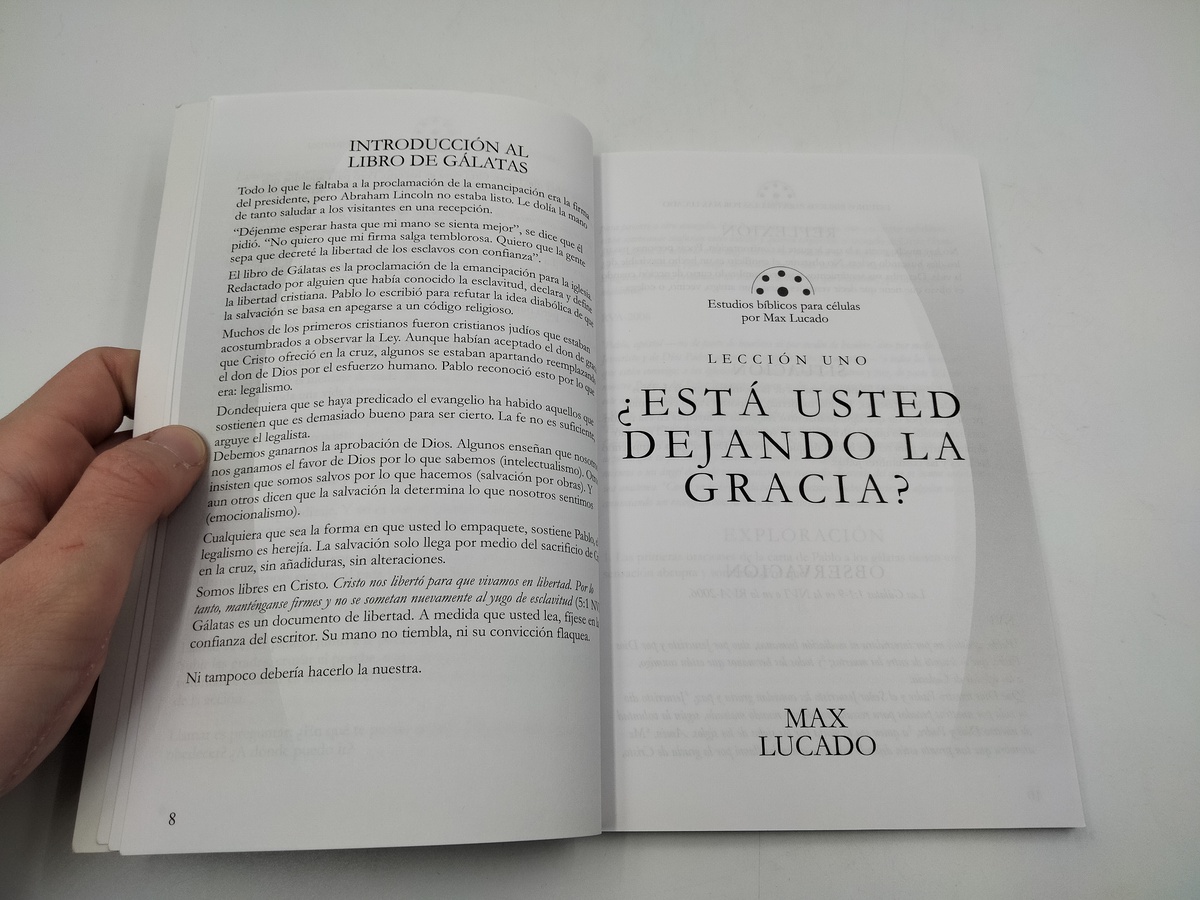 INTRODUCCIÓN AL
LIBRO DE GÁLATAS
Todo lo que le faltaba a la proclamación de la emancipación era la firma
del presidente, pero Abraham Lincoln no estaba listo. Le dolía la mano
de tanto saludar a los visitantes en una recepción.
“Déjenme esperar hasta que mi mano se sienta mejor”, se dice que él
pidió. “No quiero que mi firma salga temblorosa. Quiero que la gente
sepa que decreté la libertad de los esclavos con confianza”.
El libro de Gálatas es la proclamación de la emancipación para la iglesia.
Redactado por alguien que había conocido la esclavitud, declara y define
la libertad cristiana. Pablo lo escribió para refutar la idea diabólica de que
la salvación se basa en apegarse a un código religioso.
Muchos de los primeros cristianos fueron cristianos judíos que estaban
acostumbrados a observar la Ley. Aunque habían aceptado el don de
que Cristo ofreció en la cruz, algunos se estaban apartando reemplazando
el don de Dios por el esfuerzo humano. Pablo reconoció esto por lo que
era: legalismo.
Dondequiera que se haya predicado el evangelio ha habido aquellos que
sostienen que es demasiado bueno para ser cierto. La fe no es suficiente,
arguye el legalista.
Debemos ganarnos la aprobación de Dios. Algunos enseñan que
nos ganamos el favor de Dios por lo que sabemos (intelectualismo).
insisten que somos salvos por lo que hacemos (salvación por obras). Y
aun otros dicen que la salvación la determina lo que nosotros sentimos
(emocionalismo).
Cualquiera que sea la forma en que usted lo empaquete, sostiene Pablo,
legalismo es herejía. La salvación solo llega por medio del sacrificio de
en la cruz, sin añadiduras, sin alteraciones.
Somos libres en Cristo. Cristo nos libertó para que vivamos en libertad. Por lo
tanto, manténganse firmes y no se sometan nuevamente al yugo de esclavitud (5:1
Gálatas es un documento de libertad. A medida que usted lea, fíjese en
confianza del escritor. Su mano no tiembla, ni su convicción flaquea.
Ni tampoco debería hacerlo la nuestra.
8
Estudios bíblicos para células
por Max Lucado
LECCIÓN UNO
¿ESTÁ USTED
DEJANDO LA
GRACIA?
MAX
LUCADO